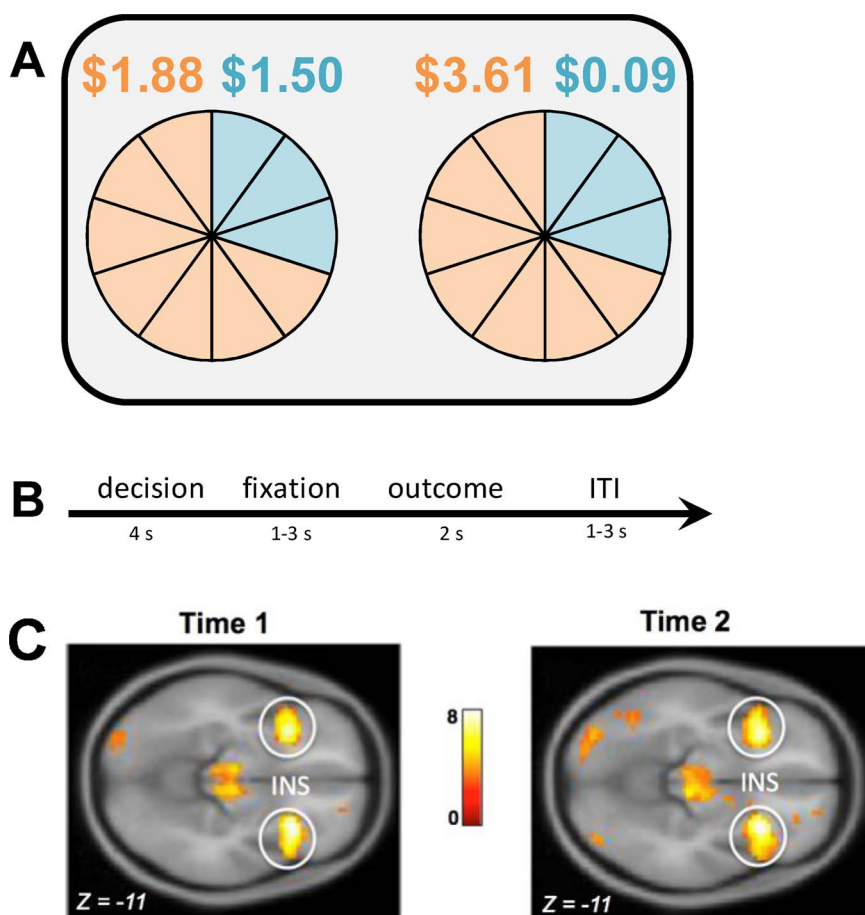 A
$1.88 $1.50 $3.61 $0.09
B
decision fixation outcome ITI
4 s 1-3 s 2 s 1-3 s
C
Time 1 Time 2
8
INS INS
0
Z = -11 Z = -11